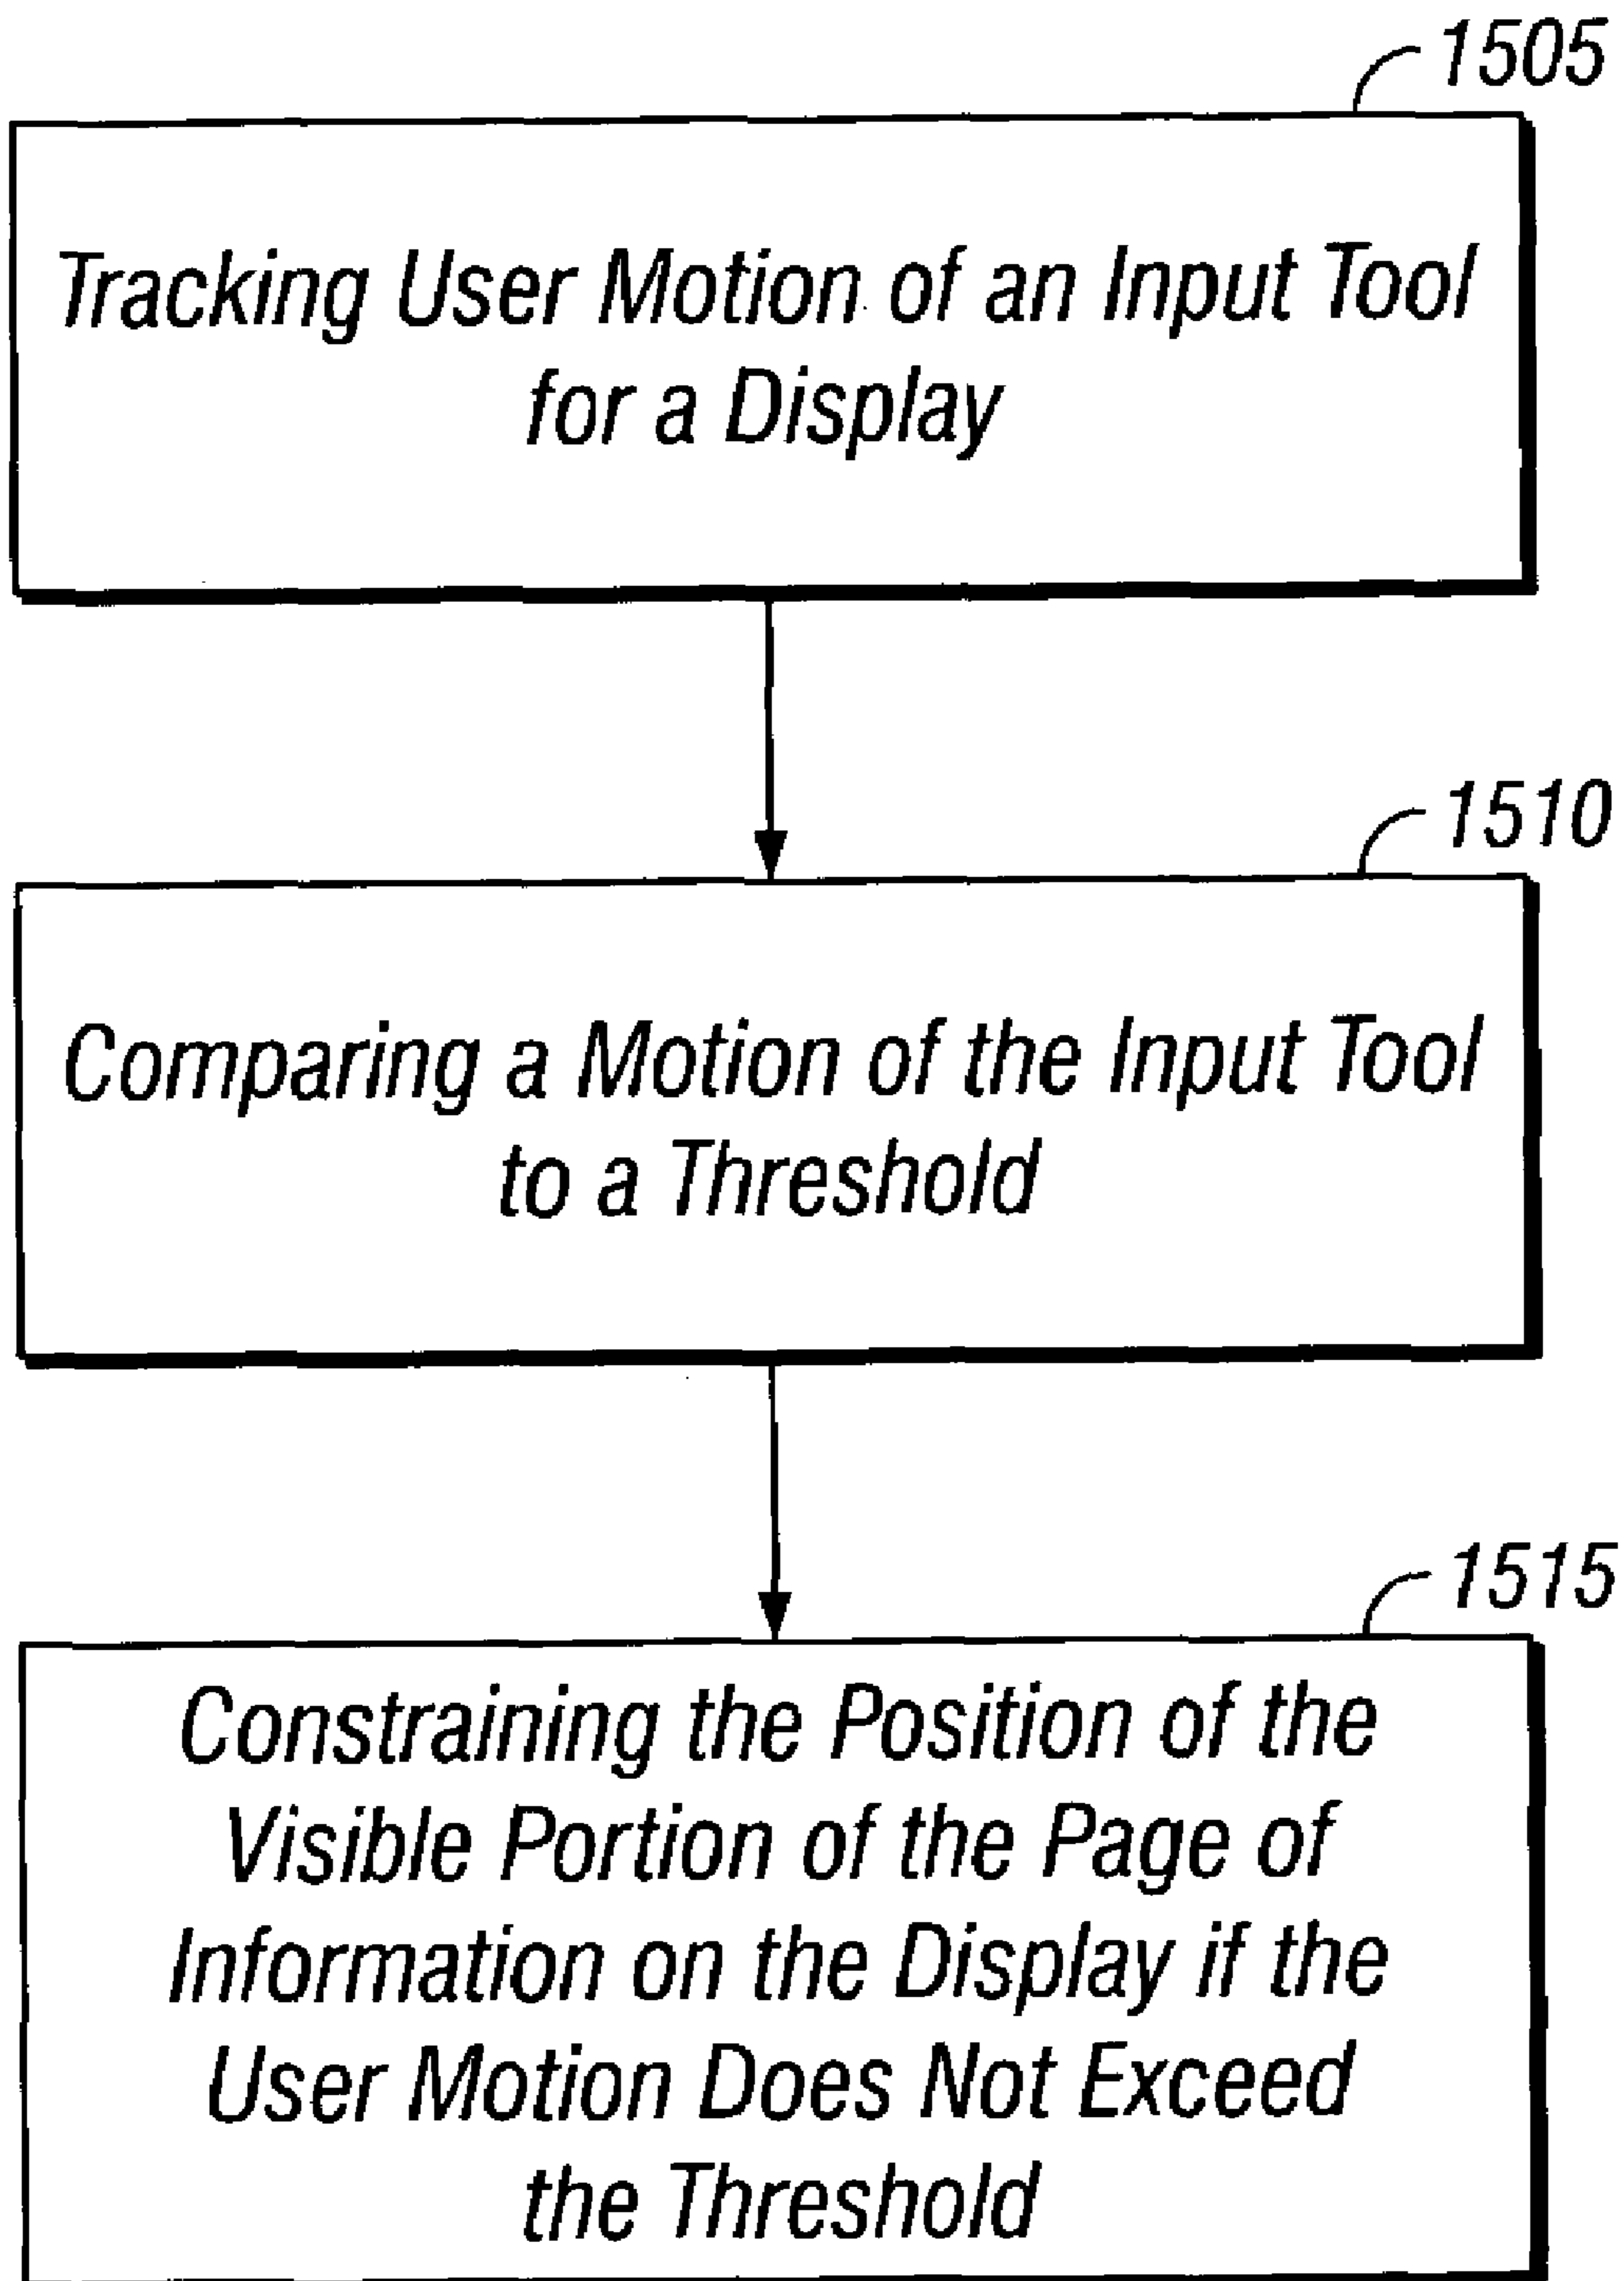 1505
Tracking User Motion of an Input Tool
for a Display
1510
Comparing a Motion of the Input Tool
to a Threshold
1515
Constraining the Position of the
Visible Portion of the Page of
Information on the Display if the
User Motion Does Not Exceed
the Threshold